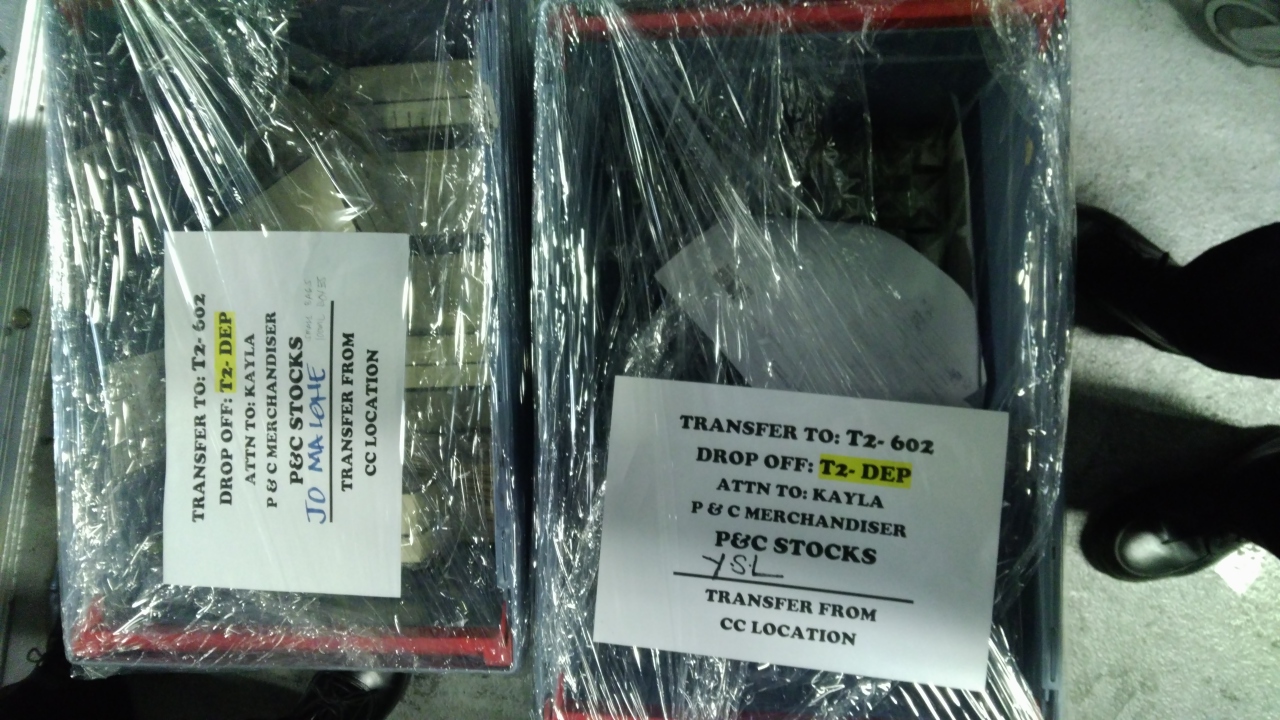 TRANSFER TO: T2- 602
DROP OFF: T2- DEP
ATTN TO: KAYLA
P & C MERCHANDISER
P&C STOCKS
JO MALONE
TRANSFER FROM
CC LOCATION
TRANSFER TO: T2- 602
DROP OFF: T2- DEP
ATTN TO: KAYLA
P & C MERCHANDISER
P&C STOCKS
YSL
TRANSFER FROM
CC LOCATION